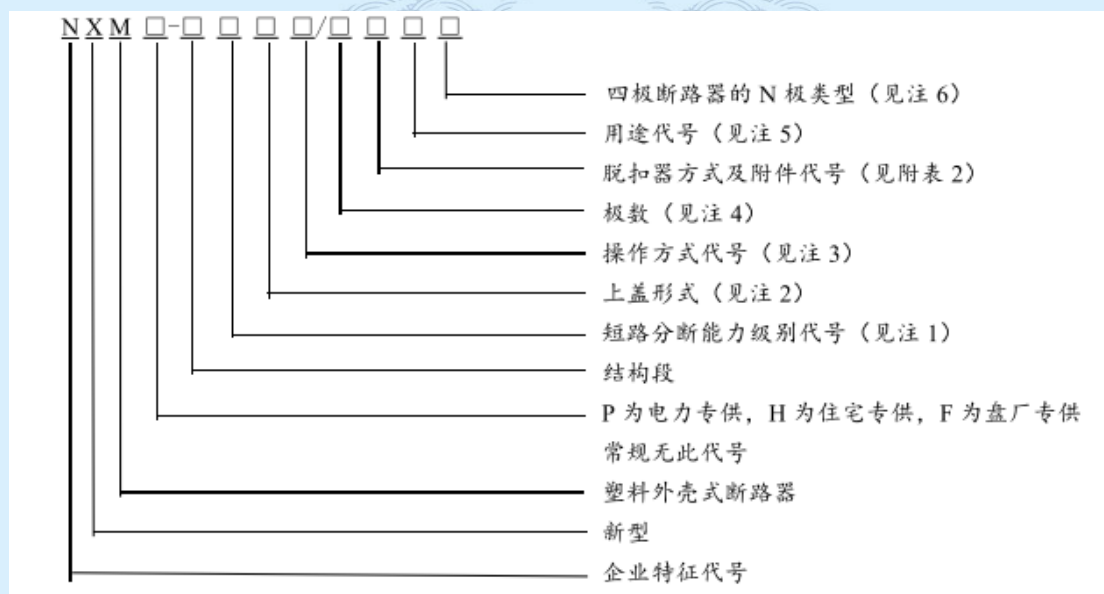 NXM□-□□□□/□□□□
四极断路器的 N 极类型（见注 6）
用途代号（见注 5）
脱扣器方式及附件代号（见附表 2）
极数（见注 4）
操作方式代号（见注 3）
上盖形式（见注 2）
短路分断能力级别代号（见注 1）
结构段
P 为电力专供，H 为住宅专供，F 为盘厂专供
常规无此代号
塑料外壳式断路器
新型
企业特征代号